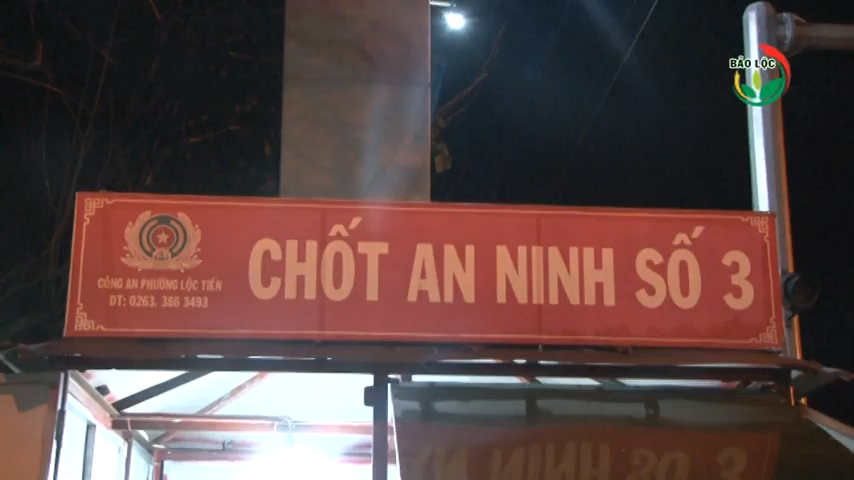 BẢO LỘC
CHỐT AN NINH SỐ 3
CÔNG AN PHƯỜNG LỘC TIẾN
ĐT: 0263. 386 3493
AN NINH SỐ 3